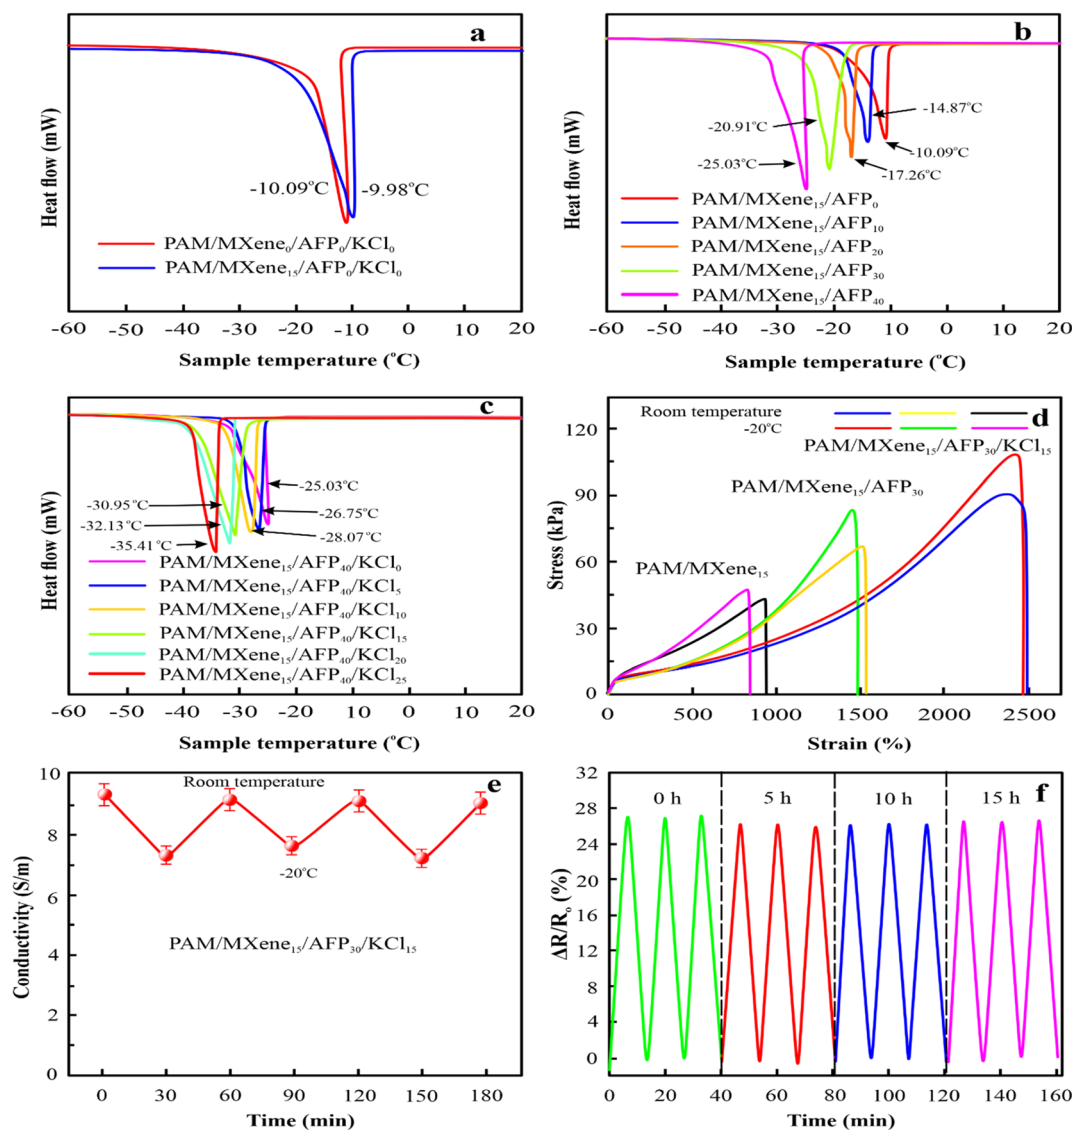 a
Heat flow (mW)
-10.09°C
-9.98°C
PAM/MXene₀/AFP₀/KCl₀
PAM/MXene₁₅/AFP₀/KCl₀
-60 -50 -40 -30 -20 -10 0 10 20
Sample temperature (°C)
b
Heat flow (mW)
-14.87°C
-20.91°C
-10.09°C
-25.03°C
-17.26°C
PAM/MXene₁₅/AFP₀
PAM/MXene₁₅/AFP₁₀
PAM/MXene₁₅/AFP₂₀
PAM/MXene₁₅/AFP₃₀
PAM/MXene₁₅/AFP₄₀
-60 -50 -40 -30 -20 -10 0 10 20
Sample temperature (°C)
c
Heat flow (mW)
-25.03°C
-30.95°C
-26.75°C
-32.13°C
-28.07°C
-35.41°C
PAM/MXene₁₅/AFP₄₀/KCl₀
PAM/MXene₁₅/AFP₄₀/KCl₅
PAM/MXene₁₅/AFP₄₀/KCl₁₀
PAM/MXene₁₅/AFP₄₀/KCl₁₅
PAM/MXene₁₅/AFP₄₀/KCl₂₀
PAM/MXene₁₅/AFP₄₀/KCl₂₅
-60 -50 -40 -30 -20 -10 0 10 20
Sample temperature (°C)
d
Room temperature
-20°C
PAM/MXene₁₅/AFP₃₀/KCl₁₅
PAM/MXene₁₅/AFP₃₀
PAM/MXene₁₅
Stress (kPa)
120
90
60
30
0
0 500 1000 1500 2000 2500
Strain (%)
e
Room temperature
-20°C
PAM/MXene₁₅/AFP₃₀/KCl₁₅
Conductivity (S/m)
10
8
6
4
2
0
0 30 60 90 120 150 180
Time (min)
f
0 h
5 h
10 h
15 h
ΔR/R₀ (%)
32
28
24
20
16
12
8
4
0
0 20 40 60 80 100 120 140 160
Time (min)